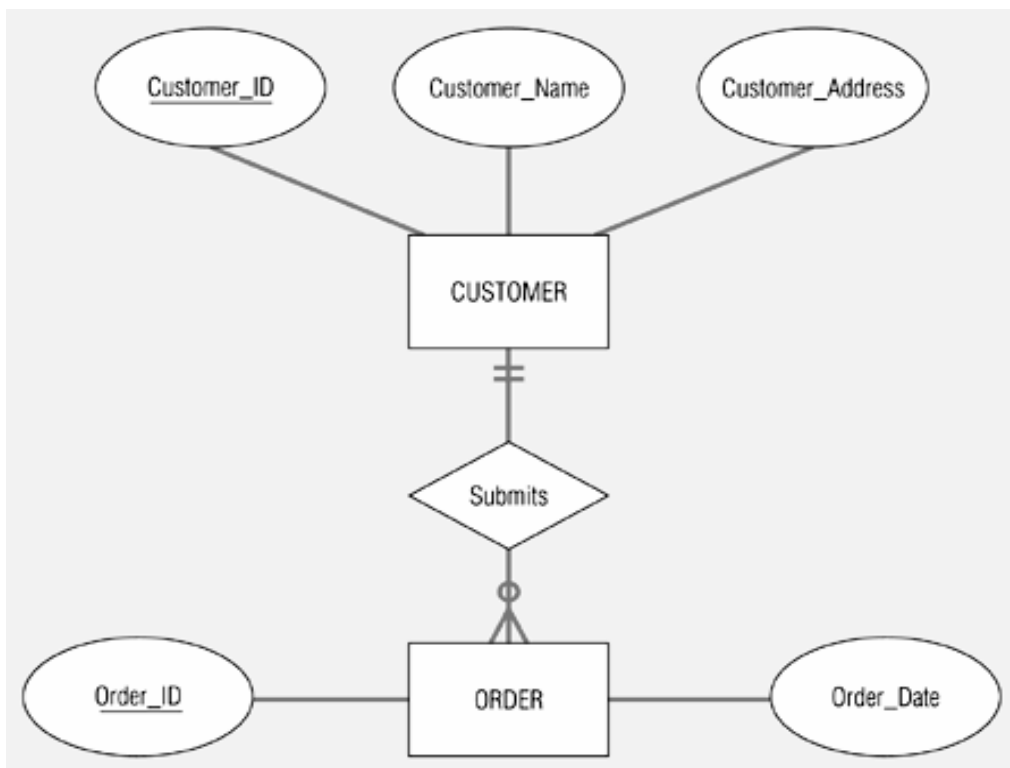 Customer_ID
Customer_Name
Customer_Address
CUSTOMER
Submits
Order_ID
ORDER
Order_Date